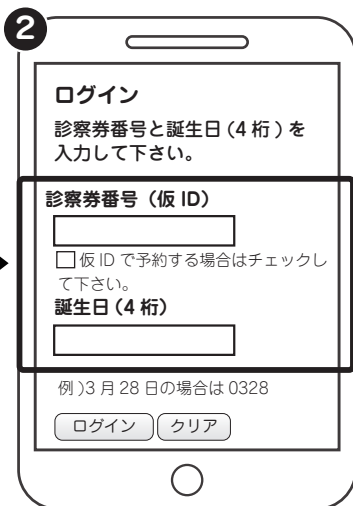 2
ログイン
診察券番号と誕生日(4桁)を
入力して下さい。
診察券番号（仮ID）
仮IDで予約する場合はチェックし
て下さい。
誕生日(4桁)
例)3月28日の場合は0328
ログイン クリア